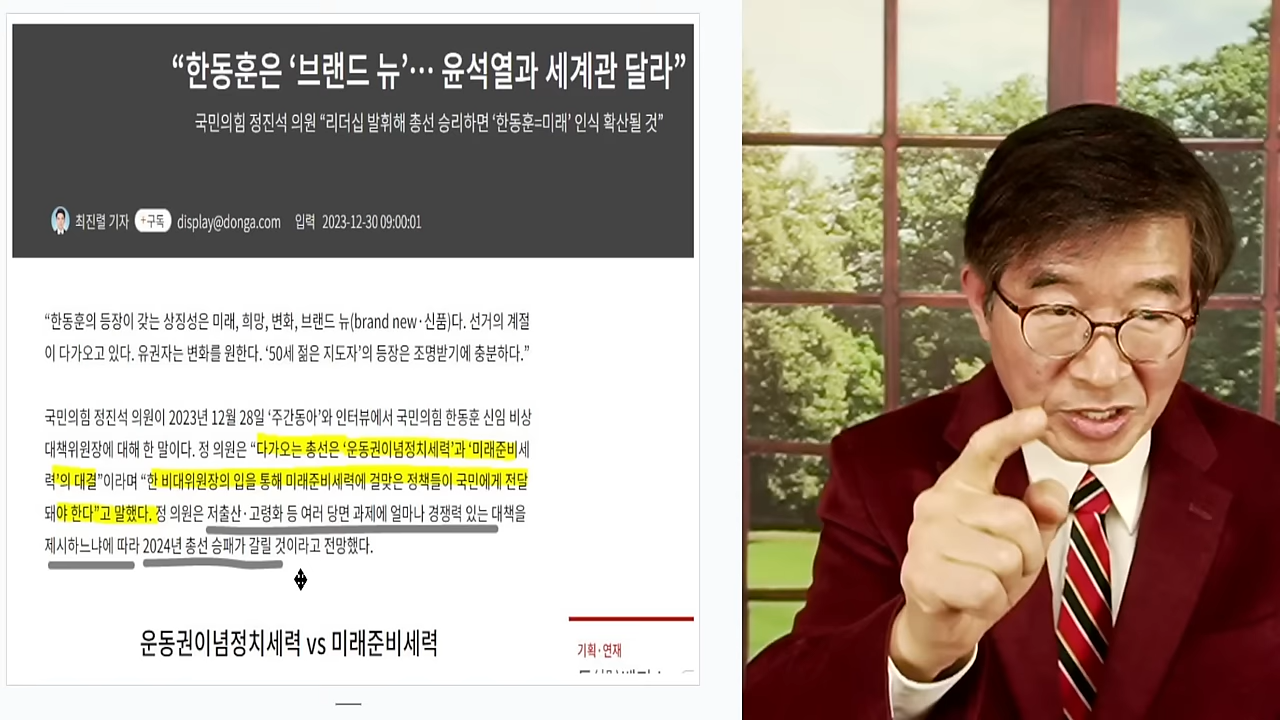 “한동훈은 ‘브랜드 뉴’… 윤석열과 세계관 달라”
국민의힘 정진석 의원 “리더십 발휘해 총선 승리하면 ‘한동훈=미래’ 인식 확산될 것”
최진렬 기자 +구독 display@donga.com 입력 2023-12-30 09:00:01
“한동훈의 등장이 갖는 상징성은 미래, 희망, 변화, 브랜드 뉴(brand new·신품)다. 선거의 계절
이 다가오고 있다. 유권자는 변화를 원한다. ‘50세 젊은 지도자’의 등장은 조명받기에 충분하다.”
국민의힘 정진석 의원이 2023년 12월 28일 ‘주간동아’와 인터뷰에서 국민의힘 한동훈 신임 비상
대책위원장에 대해 한 말이다. 정 의원은 “다가오는 총선은 ‘운동권이념정치세력’과 ‘미래준비세
력’의 대결”이라며 “한 비대위원장의 입을 통해 미래준비세력에 걸맞은 정책들이 국민에게 전달
돼야 한다”고 말했다. 정 의원은 저출산·고령화 등 여러 당면 과제에 얼마나 경쟁력 있는 대책을
제시하느냐에 따라 2024년 총선 승패가 갈릴 것이라고 전망했다.
운동권이념정치세력 vs 미래준비세력
기획·연재